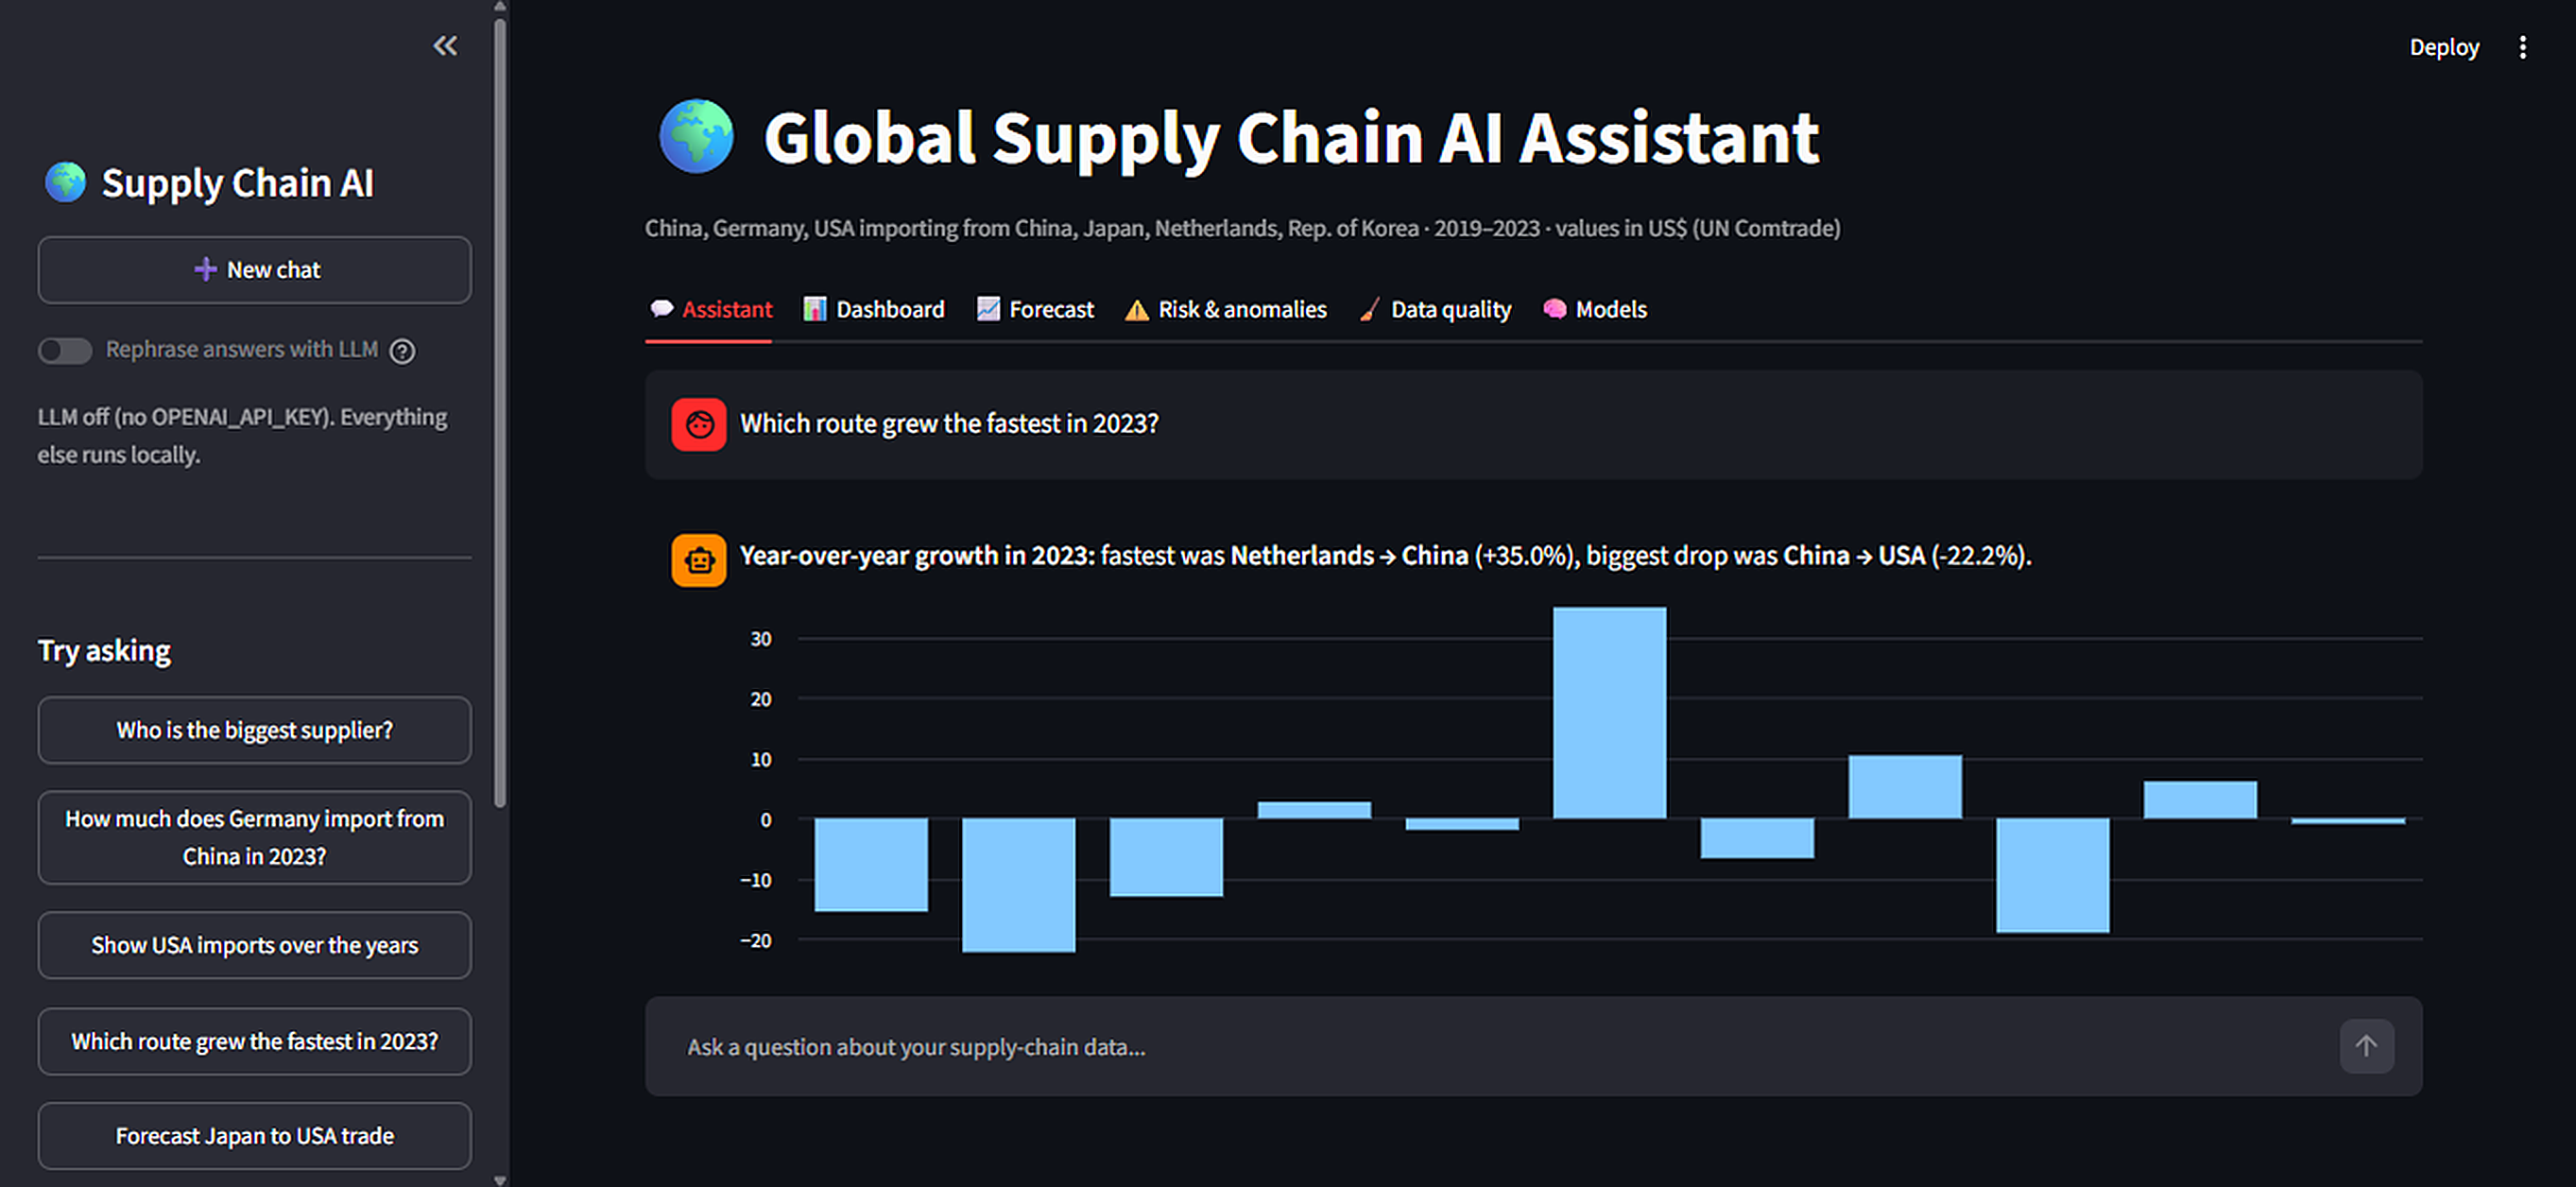 Deploy
Supply Chain AI
New chat
Rephrase answers with LLM
LLM off (no OPENAI_API_KEY). Everything
else runs locally.
Try asking
Who is the biggest supplier?
How much does Germany import from
China in 2023?
Show USA imports over the years
Which route grew the fastest in 2023?
Forecast Japan to USA trade
Global Supply Chain AI Assistant
China, Germany, USA importing from China, Japan, Netherlands, Rep. of Korea · 2019–2023 · values in US$ (UN Comtrade)
Assistant Dashboard Forecast Risk & anomalies Data quality Models
Which route grew the fastest in 2023?
Year-over-year growth in 2023: fastest was Netherlands → China (+35.0%), biggest drop was China → USA (-22.2%).
30
20
10
0
−10
−20
Ask a question about your supply-chain data...